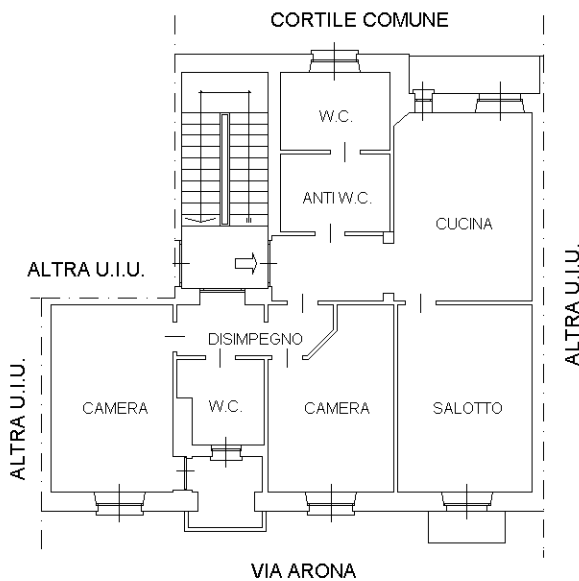 CORTILE COMUNE
W.C.
ANTI W.C.
CUCINA
ALTRA U.I.U.
ALTRA U.I.U.
DISIMPEGNO
ALTRA U.I.U.
CAMERA
W.C.
CAMERA
SALOTTO
VIA ARONA